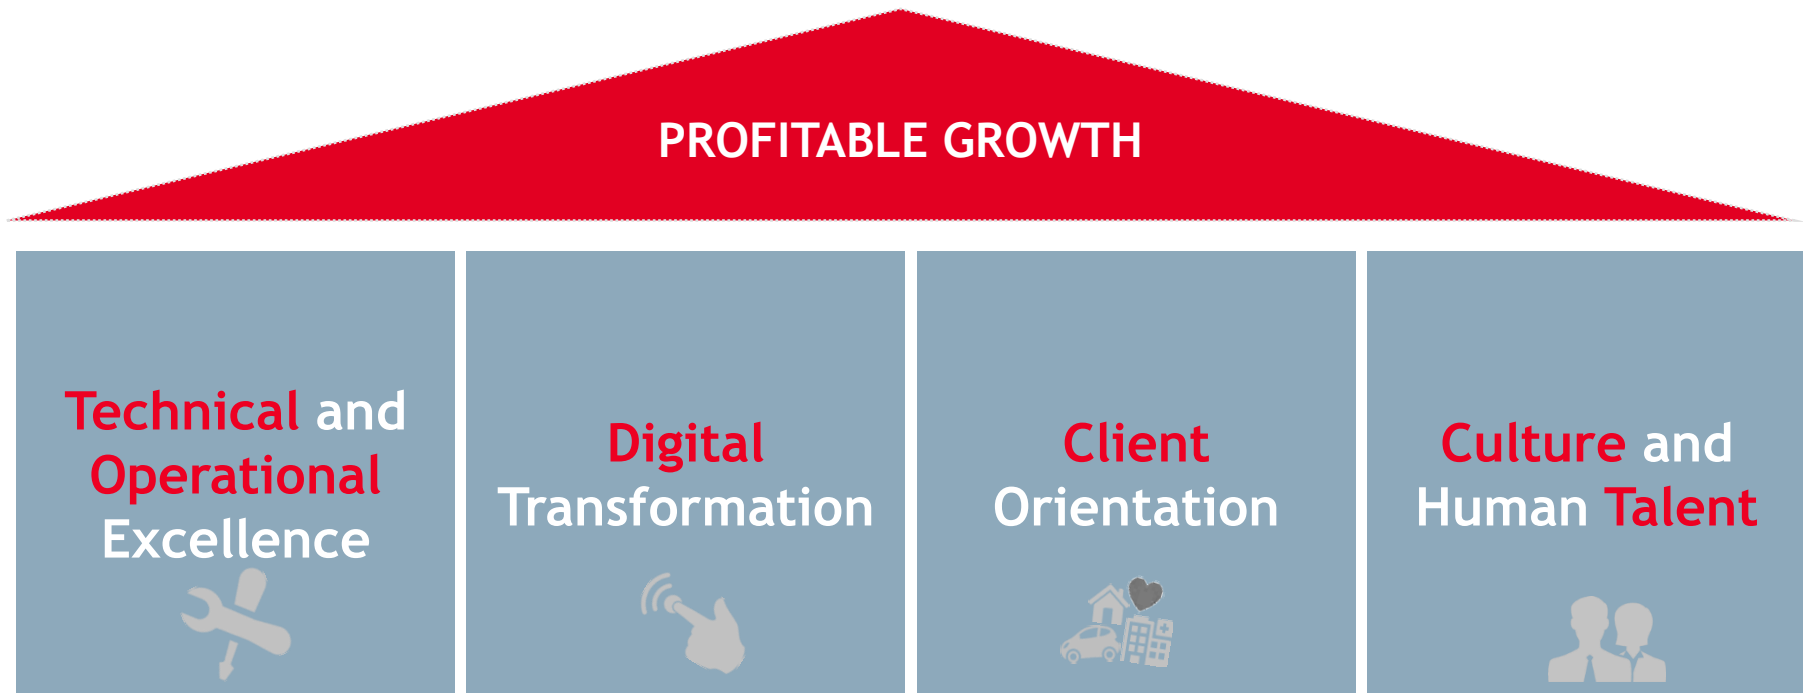 PROFITABLE GROWTH
Technical and
Operational
Excellence
Digital
Transformation
Client
Orientation
Culture and
Human Talent